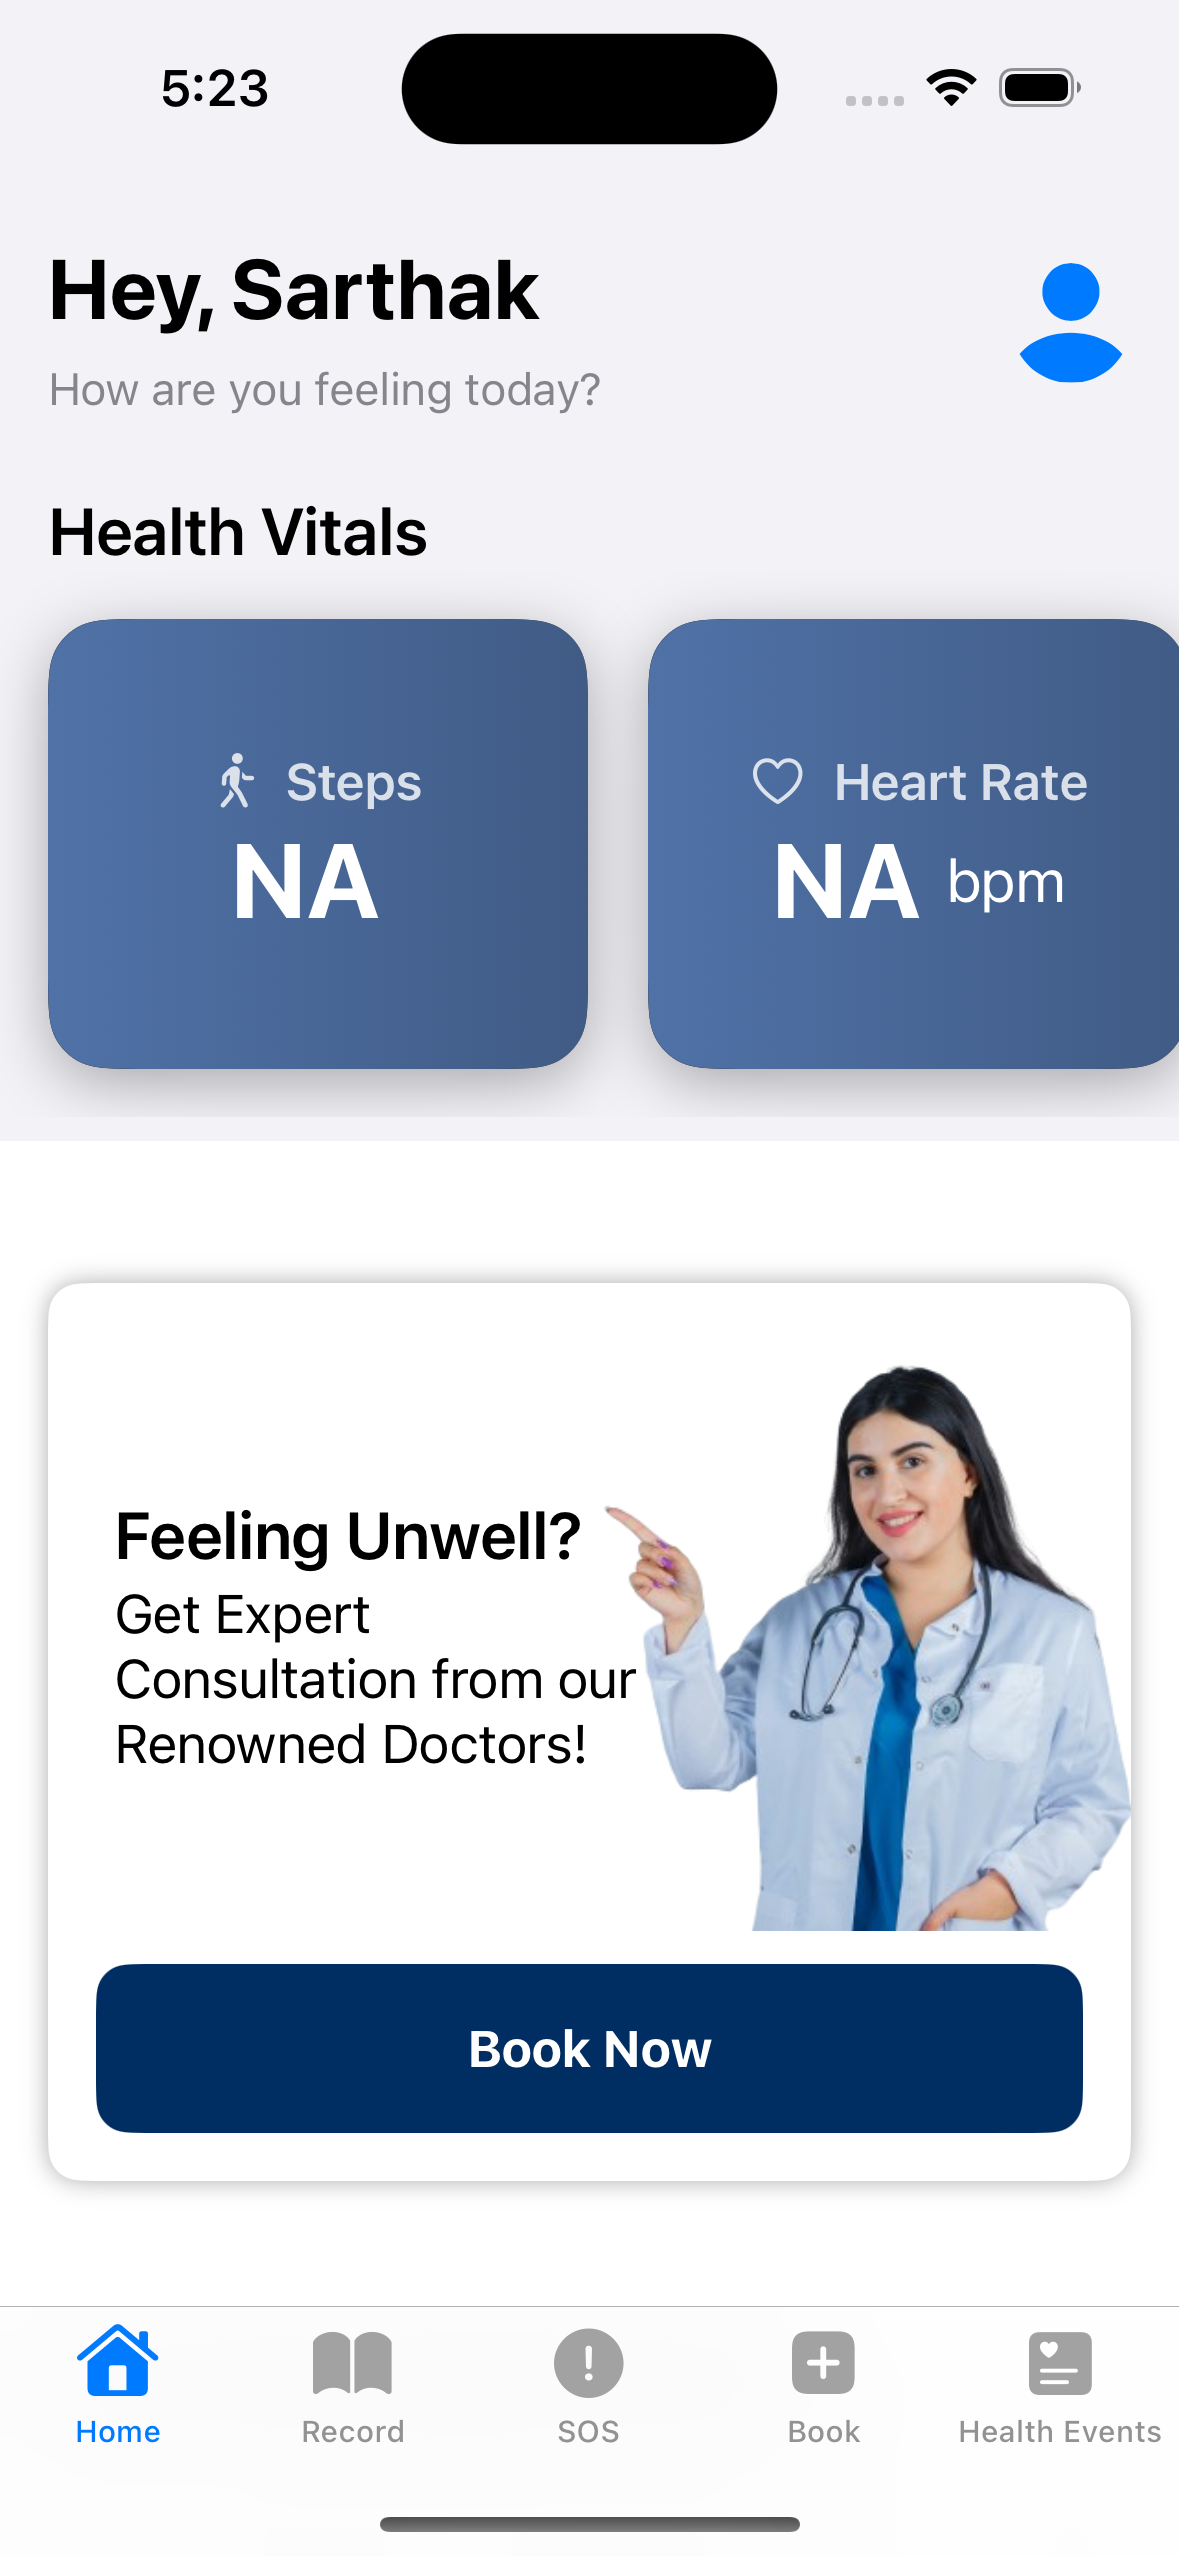 5:23
Hey, Sarthak
How are you feeling today?
Health Vitals
Steps
NA
Heart Rate
NA bpm
Feeling Unwell?
Get Expert
Consultation from our
Renowned Doctors!
Book Now
Home
Record
SOS
Book
Health Events